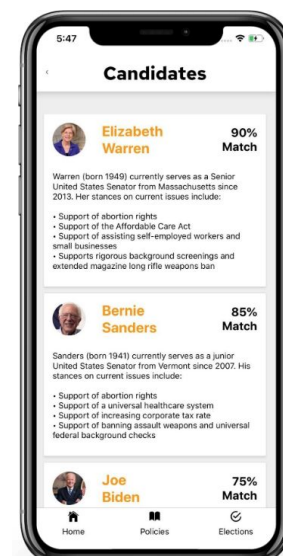 5:47
Candidates
Elizabeth
Warren
90%
Match
Warren (born 1949) currently serves as a Senior
United States Senator from Massachusetts since
2013. Her stances on current issues include:
• Support of abortion rights
• Support of the Affordable Care Act
• Support of assisting self-employed workers and
small businesses
• Supports rigorous background screenings and
extended magazine long rifle weapons ban
Bernie
Sanders
85%
Match
Sanders (born 1941) currently serves as a junior
United States Senator from Vermont since 2007. His
stances on current issues include:
• Support of abortion rights
• Support of a universal healthcare system
• Support of increasing corporate tax rate
• Support of banning assault weapons and universal
federal background checks
Joe
Biden
75%
Match
Home
Policies
Elections